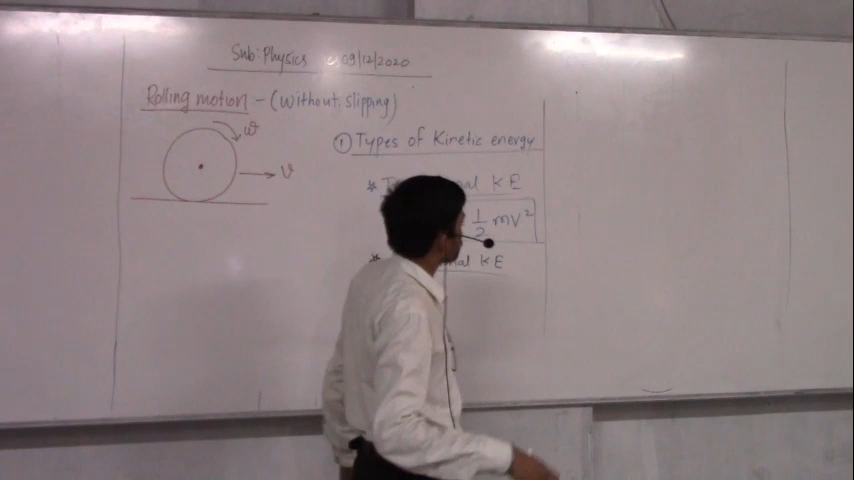 Sub: Physics 09/12/2020
Rolling motion - (Without slipping)
ω
v
① Types of Kinetic energy
* KE
1/2 mv²
* KE